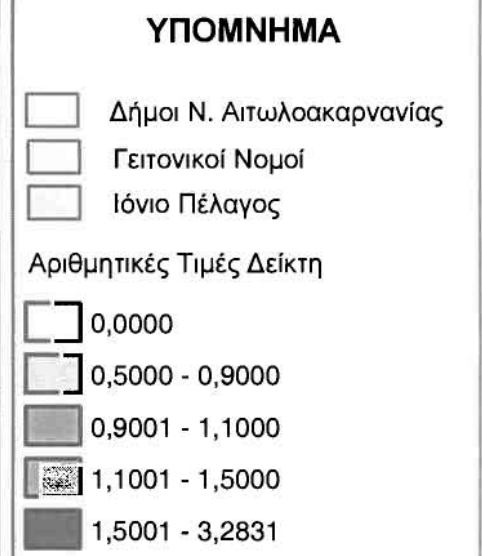 ΥΠΟΜΝΗΜΑ
Δήμοι Ν. Αιτωλοακαρνανίας
Γειτονικοί Νομοί
Ιόνιο Πέλαγος
Αριθμητικές Τιμές Δείκτη
0,0000
0,5000 - 0,9000
0,9001 - 1,1000
1,1001 - 1,5000
1,5001 - 3,2831